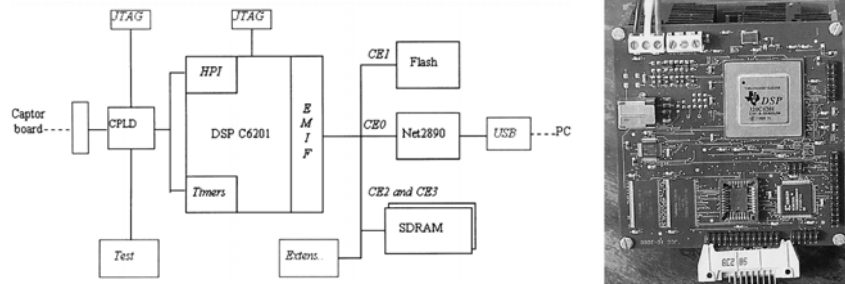 JTAG
JTAG
HPI
CE1
Flash
Captor
board
CPLD
DSP C6201
E
M
I
F
CE0
Net2890
USB
PC
Timers
CE2 and CE3
SDRAM
Test
Extens..
DSP